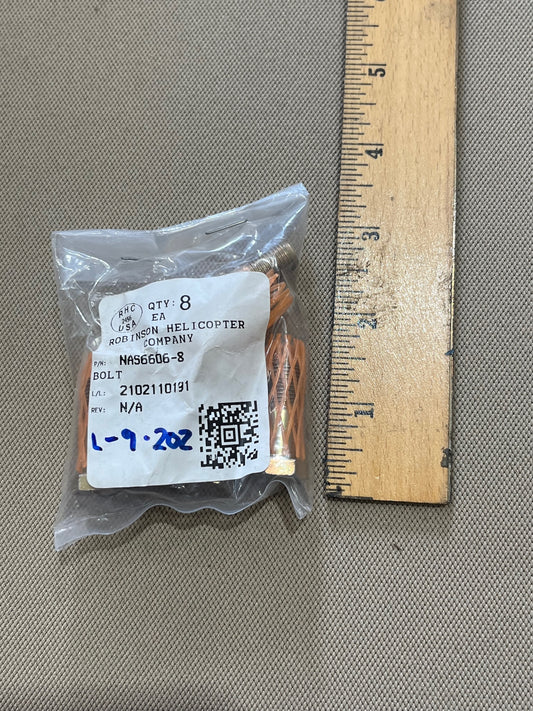 RHC
USA
QTY: 8
EA
ROBINSON HELICOPTER
COMPANY
P/N: NAS6606-8
BOLT
L/L: 2102110191
REV: N/A
L-9.202
5
4
3
2
1